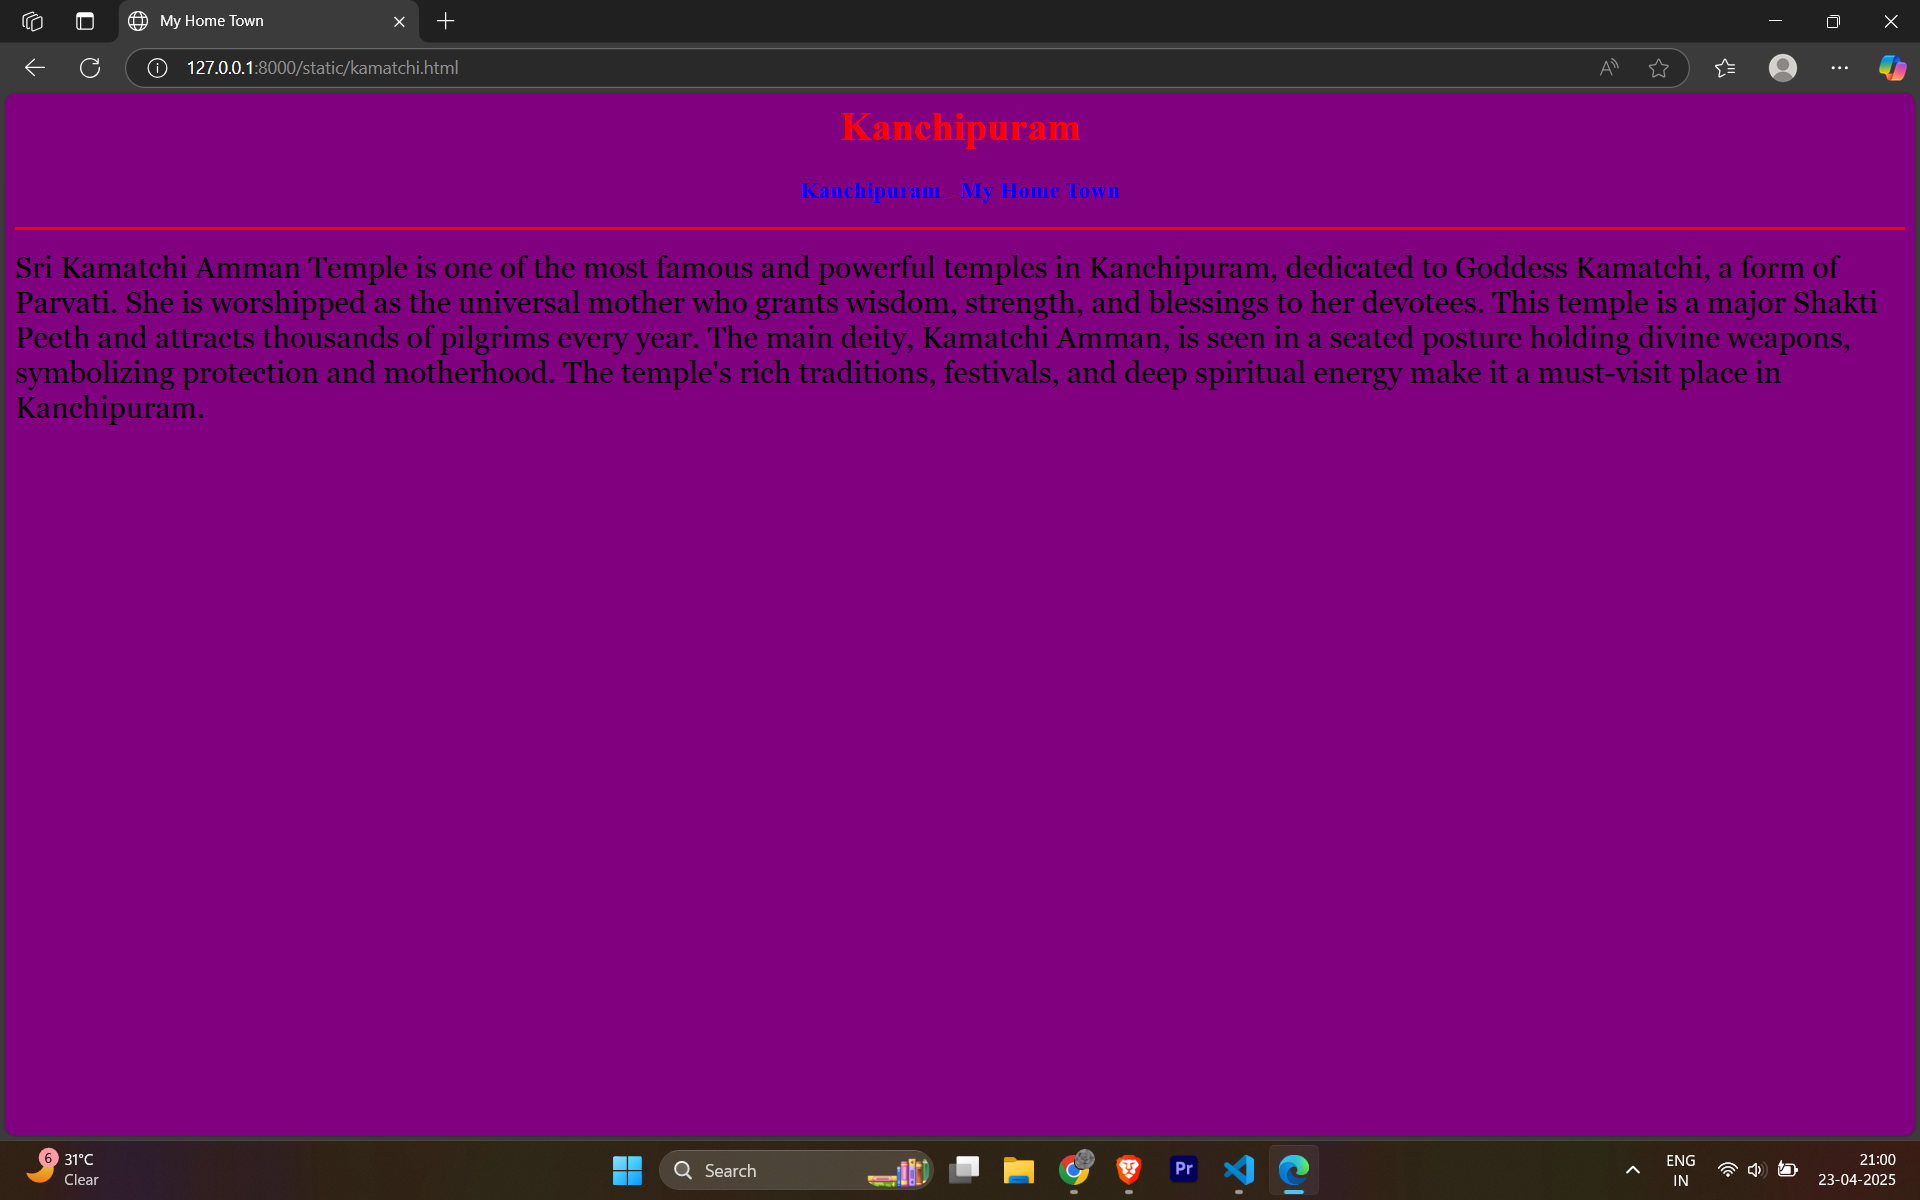 My Home Town
127.0.0.1:8000/static/kamatchi.html
Kanchipuram
Kanchipuram - My Home Town
Sri Kamatchi Amman Temple is one of the most famous and powerful temples in Kanchipuram, dedicated to Goddess Kamatchi, a form of
Parvati. She is worshipped as the universal mother who grants wisdom, strength, and blessings to her devotees. This temple is a major Shakti
Peeth and attracts thousands of pilgrims every year. The main deity, Kamatchi Amman, is seen in a seated posture holding divine weapons,
symbolizing protection and motherhood. The temple's rich traditions, festivals, and deep spiritual energy make it a must-visit place in
Kanchipuram.
6
31°C
Clear
Search
Pr
ENG
IN
21:00
23-04-2025